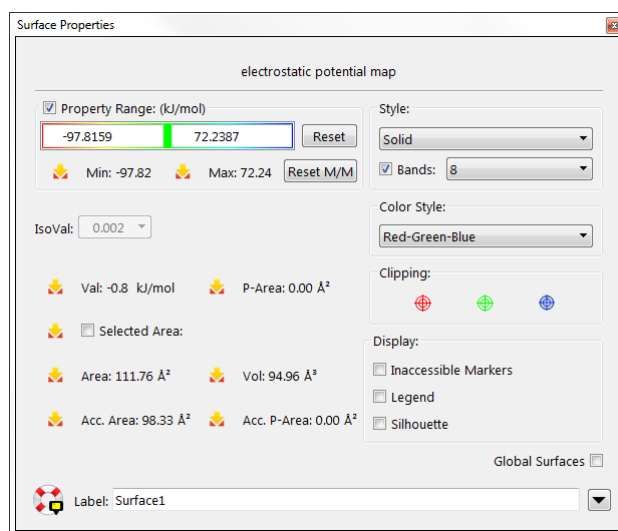 Surface Properties
electrostatic potential map
Property Range: (kJ/mol)
-97.8159 72.2387 Reset
Min: -97.82 Max: 72.24 Reset M/M
Style:
Solid
Bands: 8
IsoVal: 0.002
Color Style:
Red-Green-Blue
Val: -0.8 kJ/mol P-Area: 0.00 Å²
Selected Area:
Area: 111.76 Å² Vol: 94.96 Å³
Acc. Area: 98.33 Å² Acc. P-Area: 0.00 Å²
Clipping:
Display:
Inaccessible Markers
Legend
Silhouette
Global Surfaces
Label: Surface1